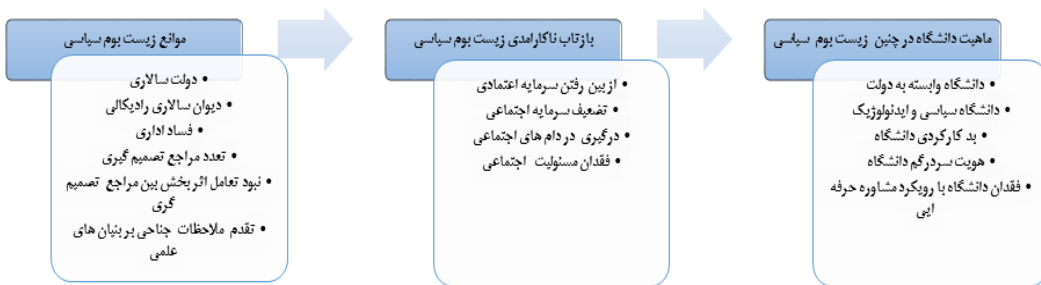 موانع زیست بوم سیاسی
• دولت سالاری
• دیوان سالاری رادیکالی
• فساد اداری
• تعدد مراجع تصمیم گیری
• نبود تعامل اثر بخش بین مراجع تصمیم
گری
• تقدم ملاحظات جناحی بر بنیان های
علمی
بازتاب ناکارامدی زیست بوم سیاسی
• از بین رفتن سرمایه اعتمادی
• تضعیف سرمایه اجتماعی
• درگیری در دام های اجتماعی
• فقدان مسئولیت اجتماعی
ماهیت دانشگاه در چنین زیست بوم سیاسی
• دانشگاه وابسته به دولت
• دانشگاه سیاسی و ایدئولوژیک
• بد کارکردی دانشگاه
• هویت سردرگم دانشگاه
• فقدان دانشگاه با رویکرد مشاوره حرفه
ایی